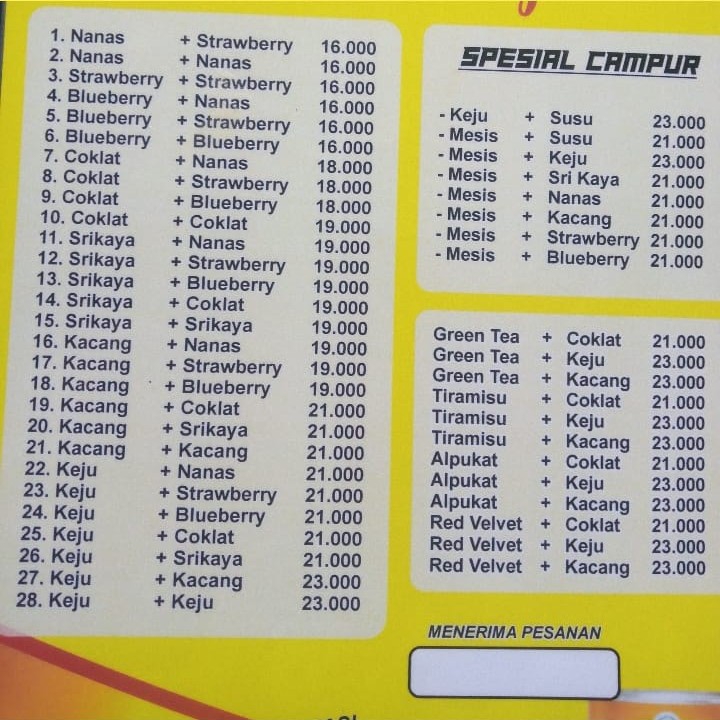 1. Nanas + Strawberry 16.000
2. Nanas + Nanas 16.000
3. Strawberry + Strawberry 16.000
4. Blueberry + Nanas 16.000
5. Blueberry + Strawberry 16.000
6. Blueberry + Blueberry 16.000
7. Coklat + Nanas 18.000
8. Coklat + Strawberry 18.000
9. Coklat + Blueberry 18.000
10. Coklat + Coklat 19.000
11. Srikaya + Nanas 19.000
12. Srikaya + Strawberry 19.000
13. Srikaya + Blueberry 19.000
14. Srikaya + Coklat 19.000
15. Srikaya + Srikaya 19.000
16. Kacang + Nanas 19.000
17. Kacang + Strawberry 19.000
18. Kacang + Blueberry 19.000
19. Kacang + Coklat 21.000
20. Kacang + Srikaya 21.000
21. Kacang + Kacang 21.000
22. Keju + Nanas 21.000
23. Keju + Strawberry 21.000
24. Keju + Blueberry 21.000
25. Keju + Coklat 21.000
26. Keju + Srikaya 21.000
27. Keju + Kacang 23.000
28. Keju + Keju 23.000
SPESIAL CAMPUR
- Keju + Susu 23.000
- Mesis + Susu 21.000
- Mesis + Keju 23.000
- Mesis + Sri Kaya 21.000
- Mesis + Nanas 21.000
- Mesis + Kacang 21.000
- Mesis + Strawberry 21.000
- Mesis + Blueberry 21.000
Green Tea + Coklat 21.000
Green Tea + Keju 23.000
Green Tea + Kacang 23.000
Tiramisu + Coklat 21.000
Tiramisu + Keju 23.000
Tiramisu + Kacang 23.000
Alpukat + Coklat 21.000
Alpukat + Keju 23.000
Alpukat + Kacang 23.000
Red Velvet + Coklat 21.000
Red Velvet + Keju 23.000
Red Velvet + Kacang 23.000
MENERIMA PESANAN